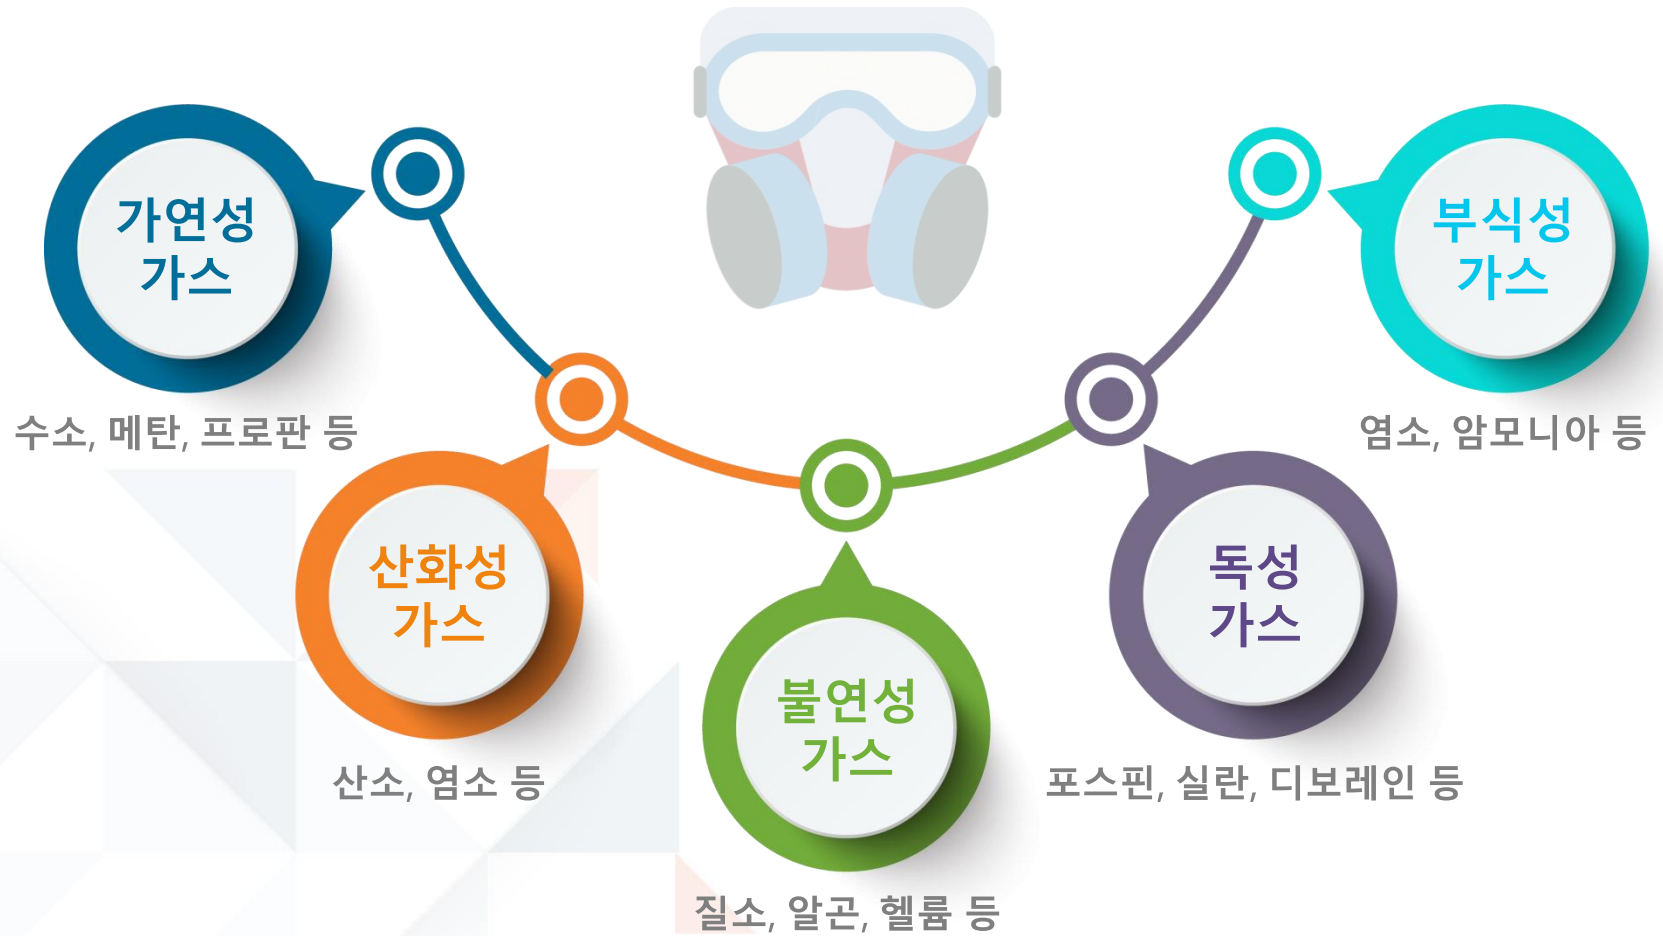 가연성
가스
수소, 메탄, 프로판 등
산화성
가스
산소, 염소 등
불연성
가스
질소, 알곤, 헬륨 등
독성
가스
포스핀, 실란, 디보레인 등
부식성
가스
염소, 암모니아 등